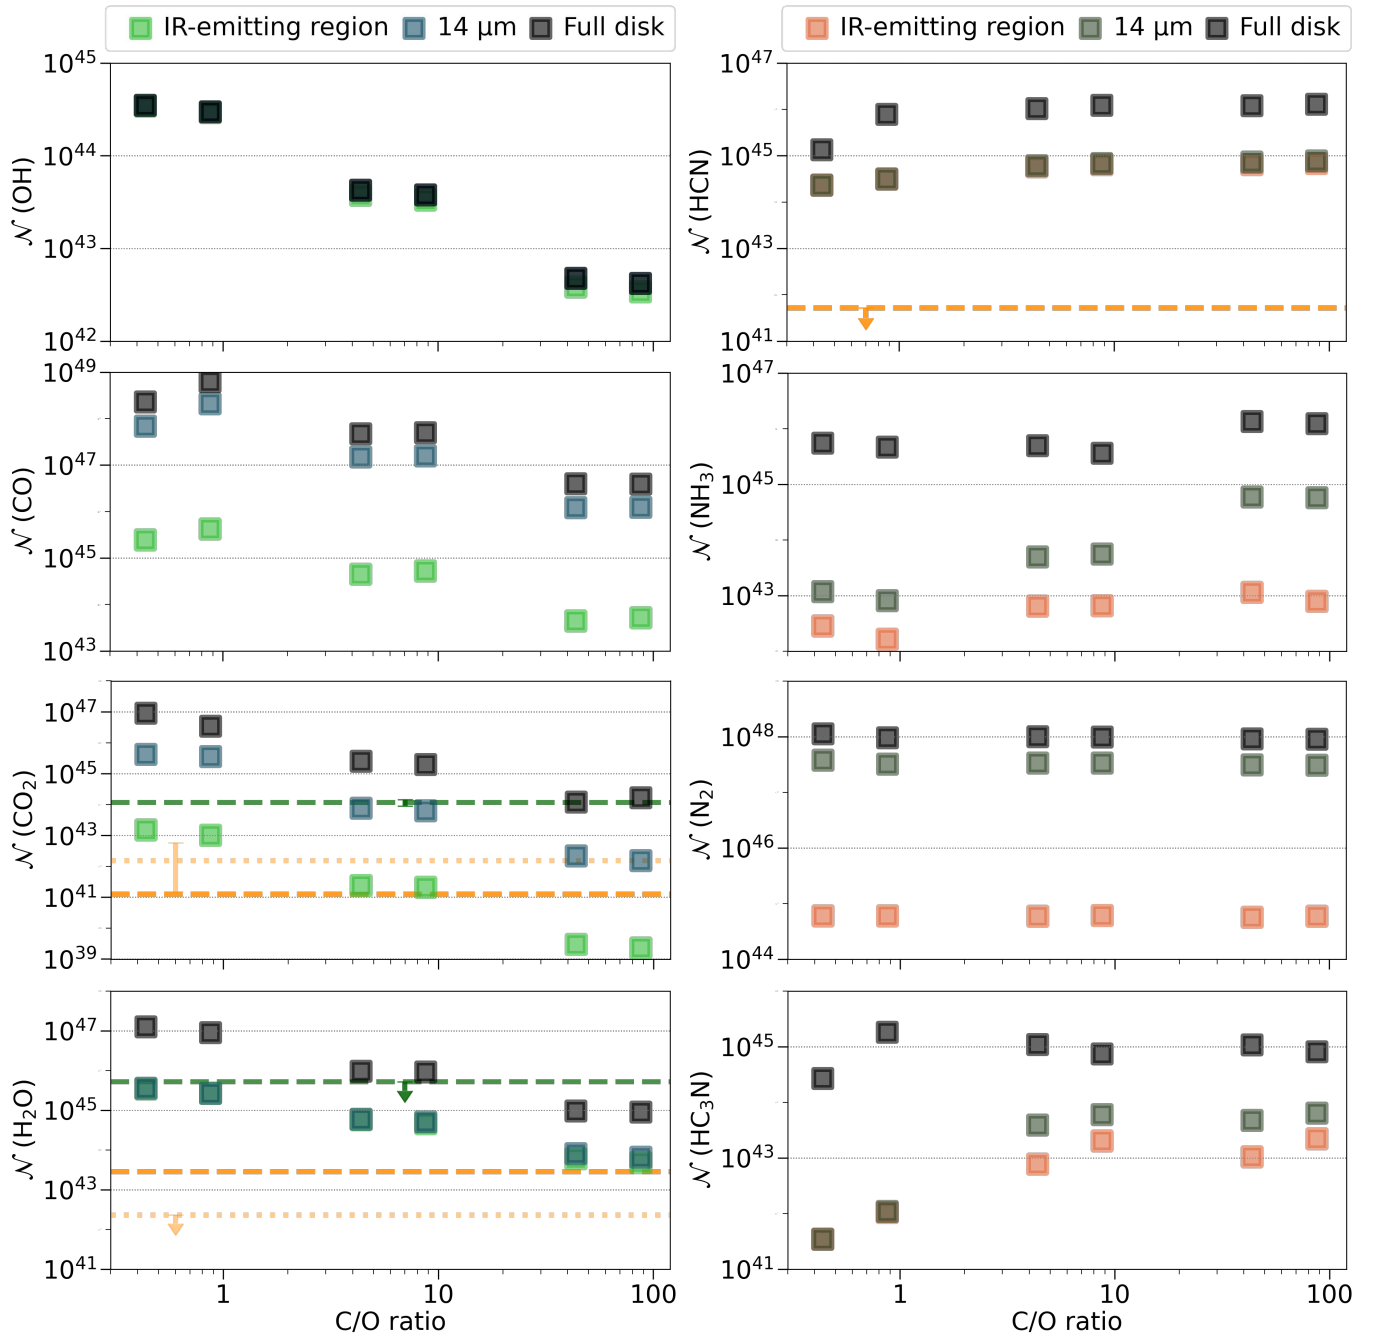 IR-emitting region 14 μm Full disk
IR-emitting region 14 μm Full disk
10^45
10^44
10^43
10^42
𝒩 (OH)
10^47
10^45
10^43
10^41
𝒩 (HCN)
10^49
10^47
10^45
10^43
𝒩 (CO)
10^47
10^45
10^43
𝒩 (NH₃)
10^47
10^45
10^43
10^41
10^39
𝒩 (CO₂)
10^48
10^46
10^44
𝒩 (N₂)
10^47
10^45
10^43
10^41
𝒩 (H₂O)
1 10 100
C/O ratio
10^45
10^43
10^41
𝒩 (HC₃N)
1 10 100
C/O ratio